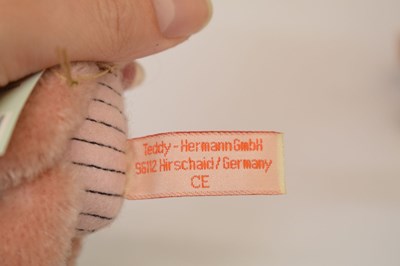 Teddy-Hermann GmbH
96112 Hirschaid/Germany
CE